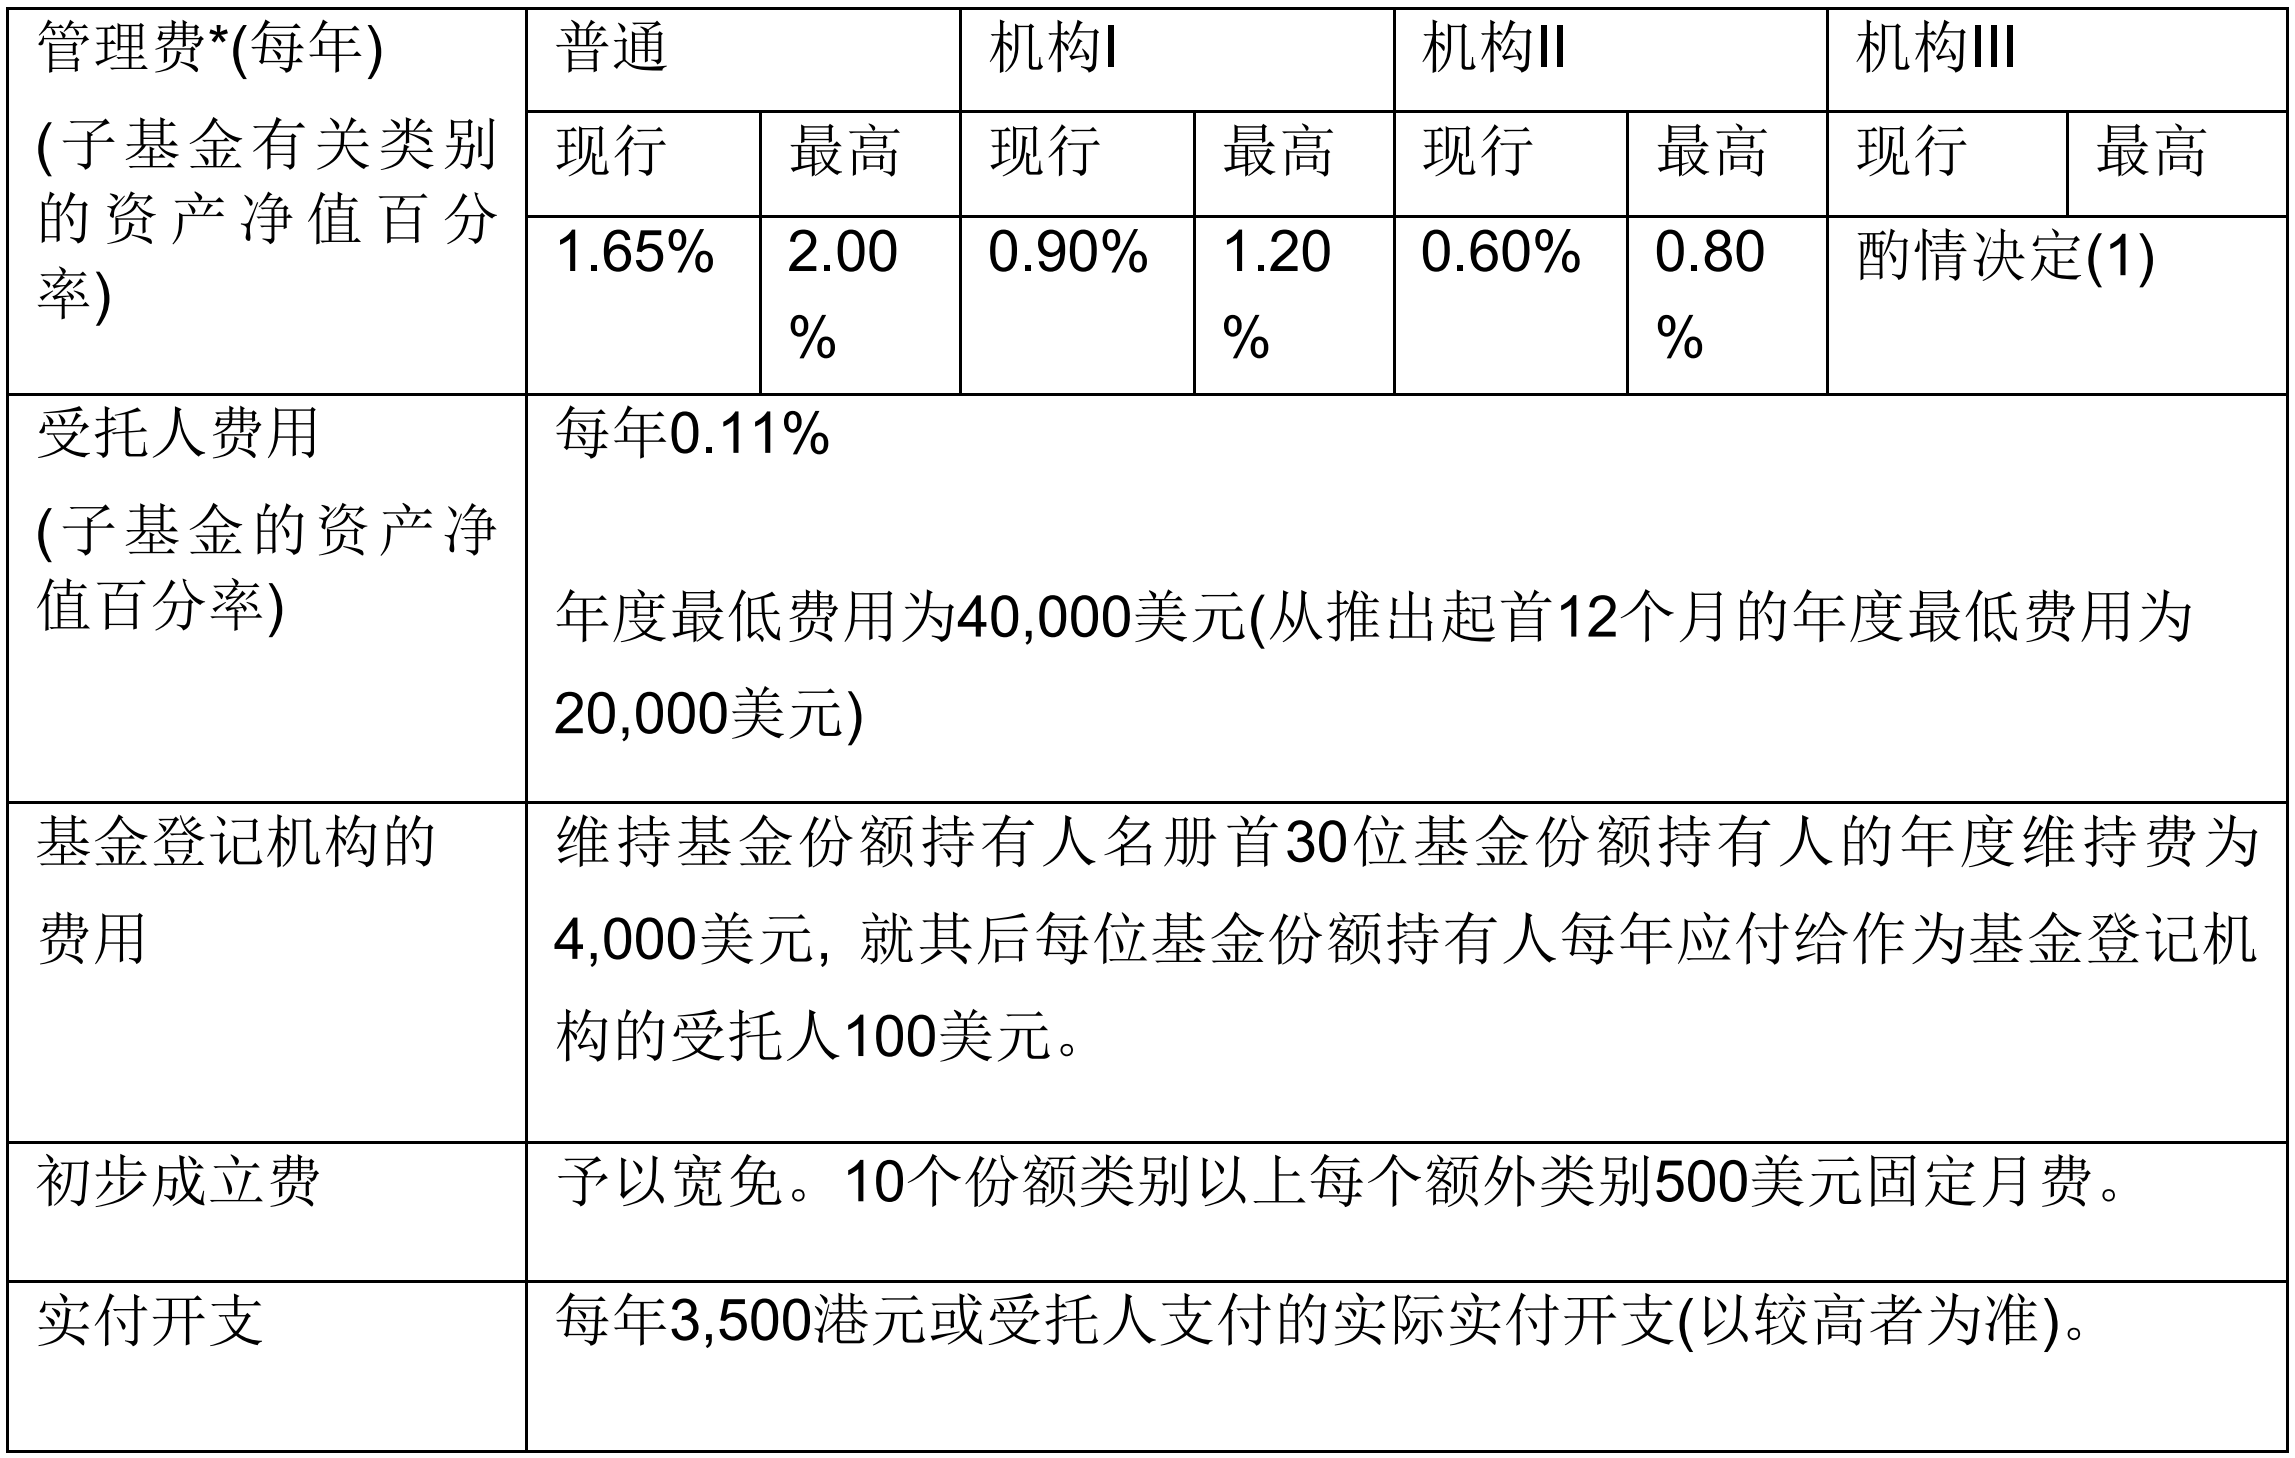 管理费*(每年)
(子基金有关类别
的资产净值百分
率)
普通
机构I
机构II
机构III
现行
最高
现行
最高
现行
最高
现行
最高
1.65%
2.00
%
0.90%
1.20
%
0.60%
0.80
%
酌情决定(1)
受托人费用
(子基金的资产净
值百分率)
每年0.11%
年度最低费用为40,000美元(从推出起首12个月的年度最低费用为
20,000美元)
基金登记机构的
费用
维持基金份额持有人名册首30位基金份额持有人的年度维持费为
4,000美元, 就其后每位基金份额持有人每年应付给作为基金登记机
构的受托人100美元。
初步成立费
予以宽免。10个份额类别以上每个额外类别500美元固定月费。
实付开支
每年3,500港元或受托人支付的实际实付开支(以较高者为准)。